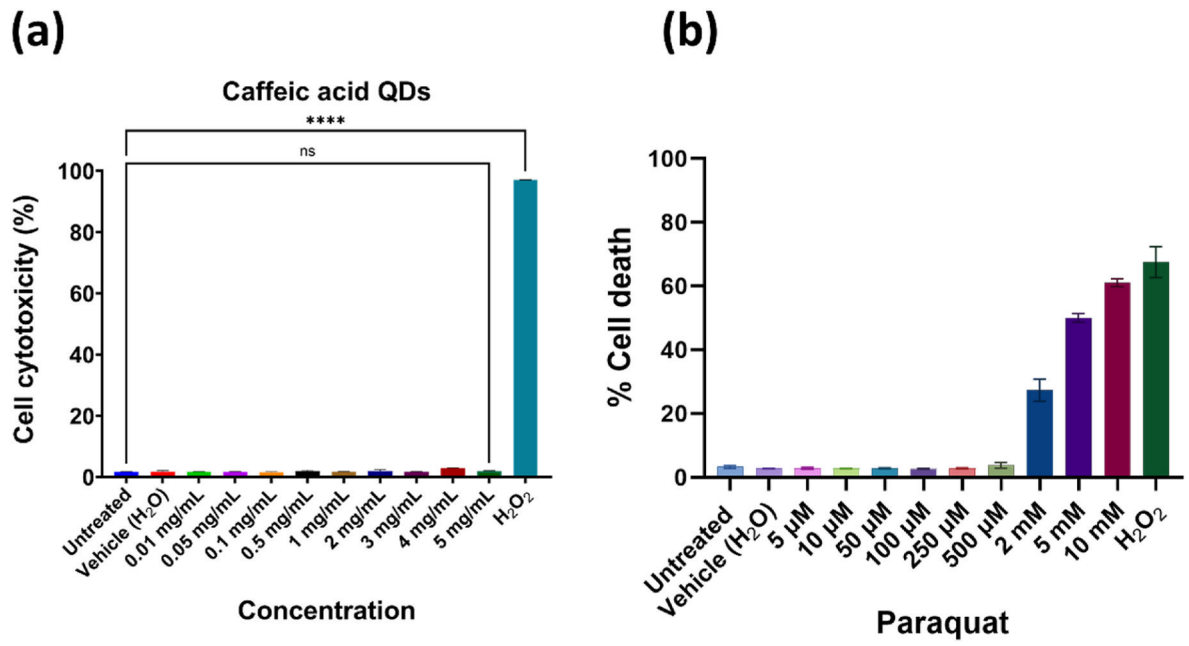 (a)
Caffeic acid QDs
****
ns
Cell cytotoxicity (%)
100
80
60
40
20
0
Untreated
Vehicle (H₂O)
0.01 mg/mL
0.05 mg/mL
0.1 mg/mL
0.5 mg/mL
1 mg/mL
2 mg/mL
3 mg/mL
4 mg/mL
5 mg/mL
H₂O₂
Concentration
(b)
% Cell death
100
80
60
40
20
0
Untreated
Vehicle (H₂O)
5 µM
10 µM
50 µM
100 µM
250 µM
500 µM
2 mM
5 mM
10 mM
H₂O₂
Paraquat